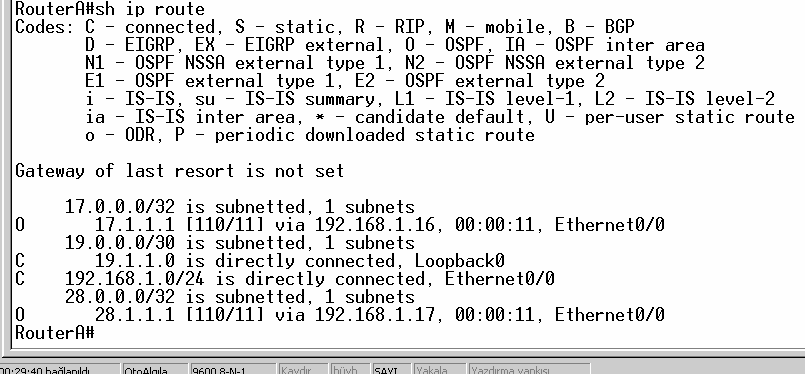 RouterA#sh ip route
Codes: C - connected, S - static, R - RIP, M - mobile, B - BGP
       D - EIGRP, EX - EIGRP external, O - OSPF, IA - OSPF inter area
       N1 - OSPF NSSA external type 1, N2 - OSPF NSSA external type 2
       E1 - OSPF external type 1, E2 - OSPF external type 2
       i - IS-IS, su - IS-IS summary, L1 - IS-IS level-1, L2 - IS-IS level-2
       ia - IS-IS inter area, * - candidate default, U - per-user static route
       o - ODR, P - periodic downloaded static route
Gateway of last resort is not set
     17.0.0.0/32 is subnetted, 1 subnets
O       17.1.1.1 [110/11] via 192.168.1.16, 00:00:11, Ethernet0/0
     19.0.0.0/30 is subnetted, 1 subnets
C       19.1.1.0 is directly connected, Loopback0
C    192.168.1.0/24 is directly connected, Ethernet0/0
     28.0.0.0/32 is subnetted, 1 subnets
O       28.1.1.1 [110/11] via 192.168.1.17, 00:00:11, Ethernet0/0
RouterA#
00:29:40 bağlanıldı OtoAlgıla 9600 8-N-1 Kaydır büyh SAYI Yakala Yazdırma yankısı